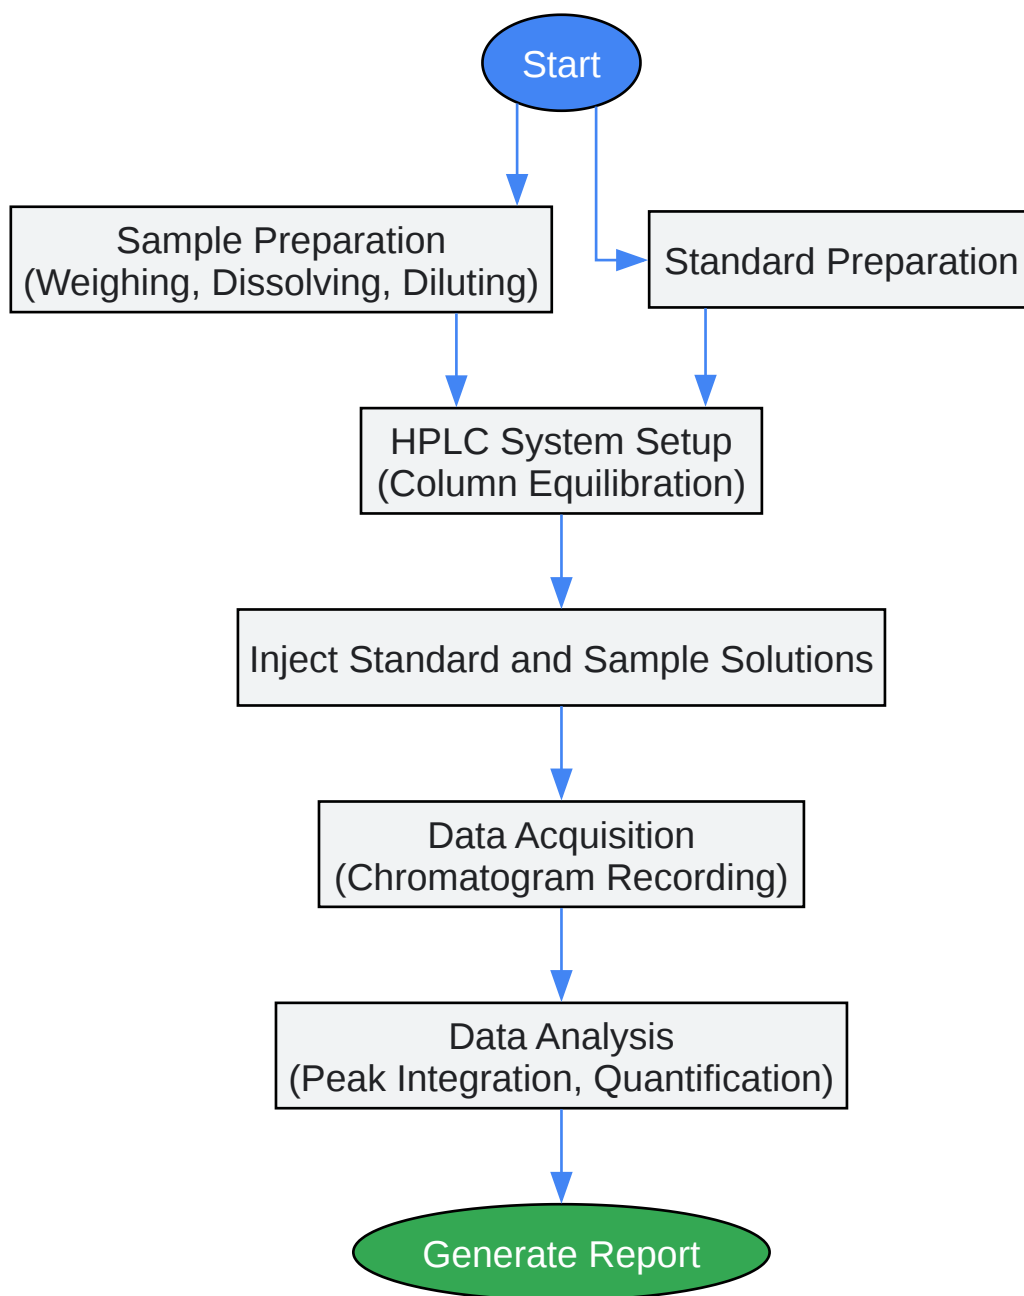 Start
Sample Preparation
(Weighing, Dissolving, Diluting)
Standard Preparation
HPLC System Setup
(Column Equilibration)
Inject Standard and Sample Solutions
Data Acquisition
(Chromatogram Recording)
Data Analysis
(Peak Integration, Quantification)
Generate Report